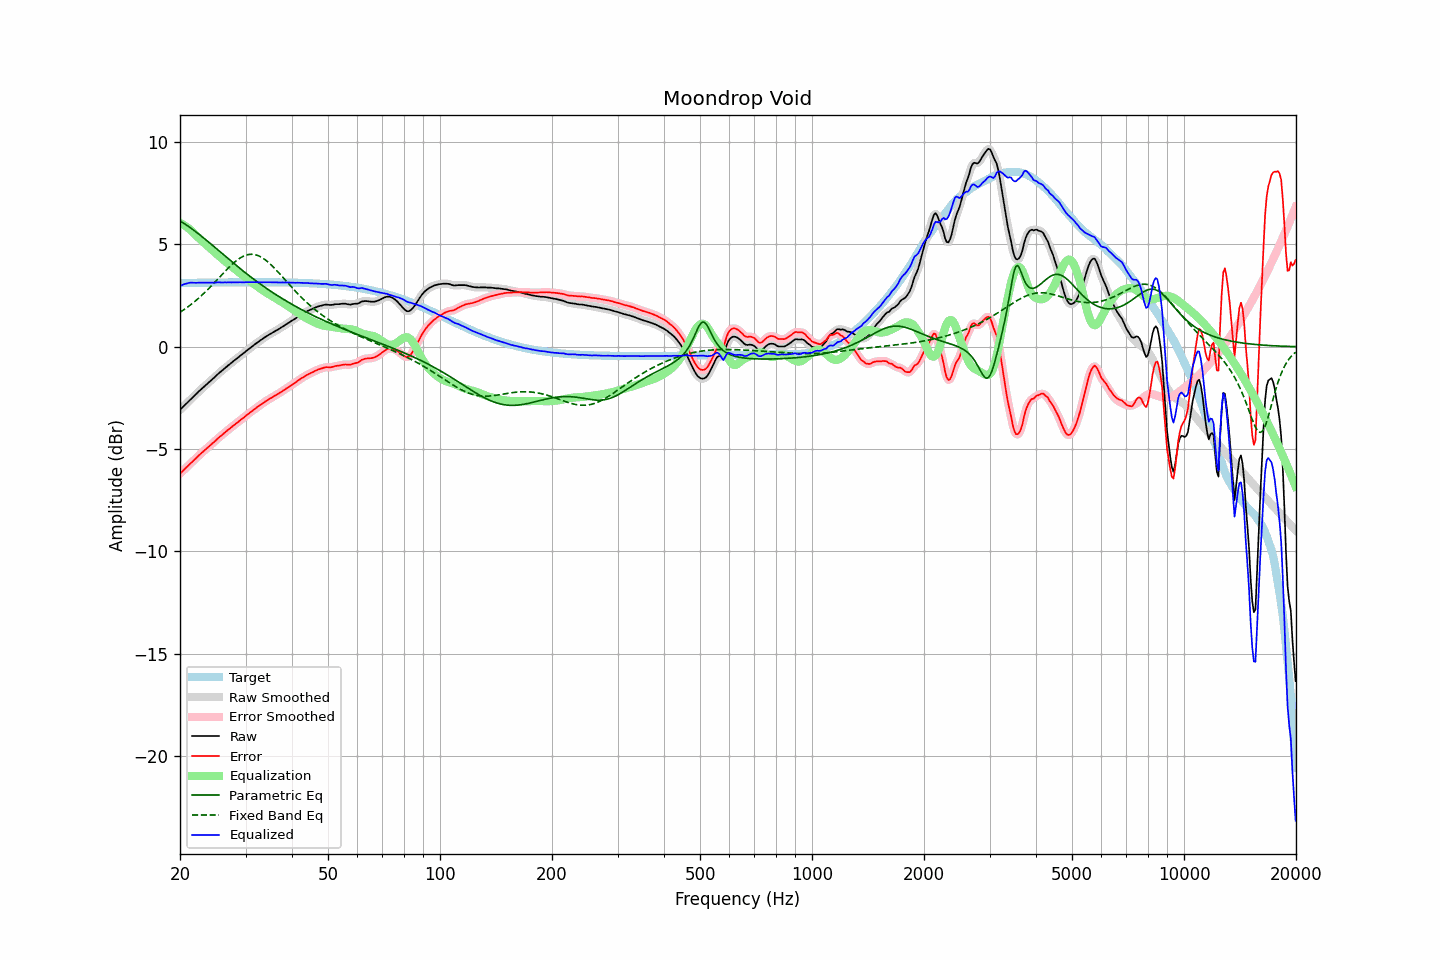 Moondrop Void
Amplitude (dBr)
10
5
0
−5
−10
−15
−20
Target
Raw Smoothed
Error Smoothed
Raw
Error
Equalization
Parametric Eq
Fixed Band Eq
Equalized
20 50 100 200 500 1000 2000 5000 10000 20000
Frequency (Hz)